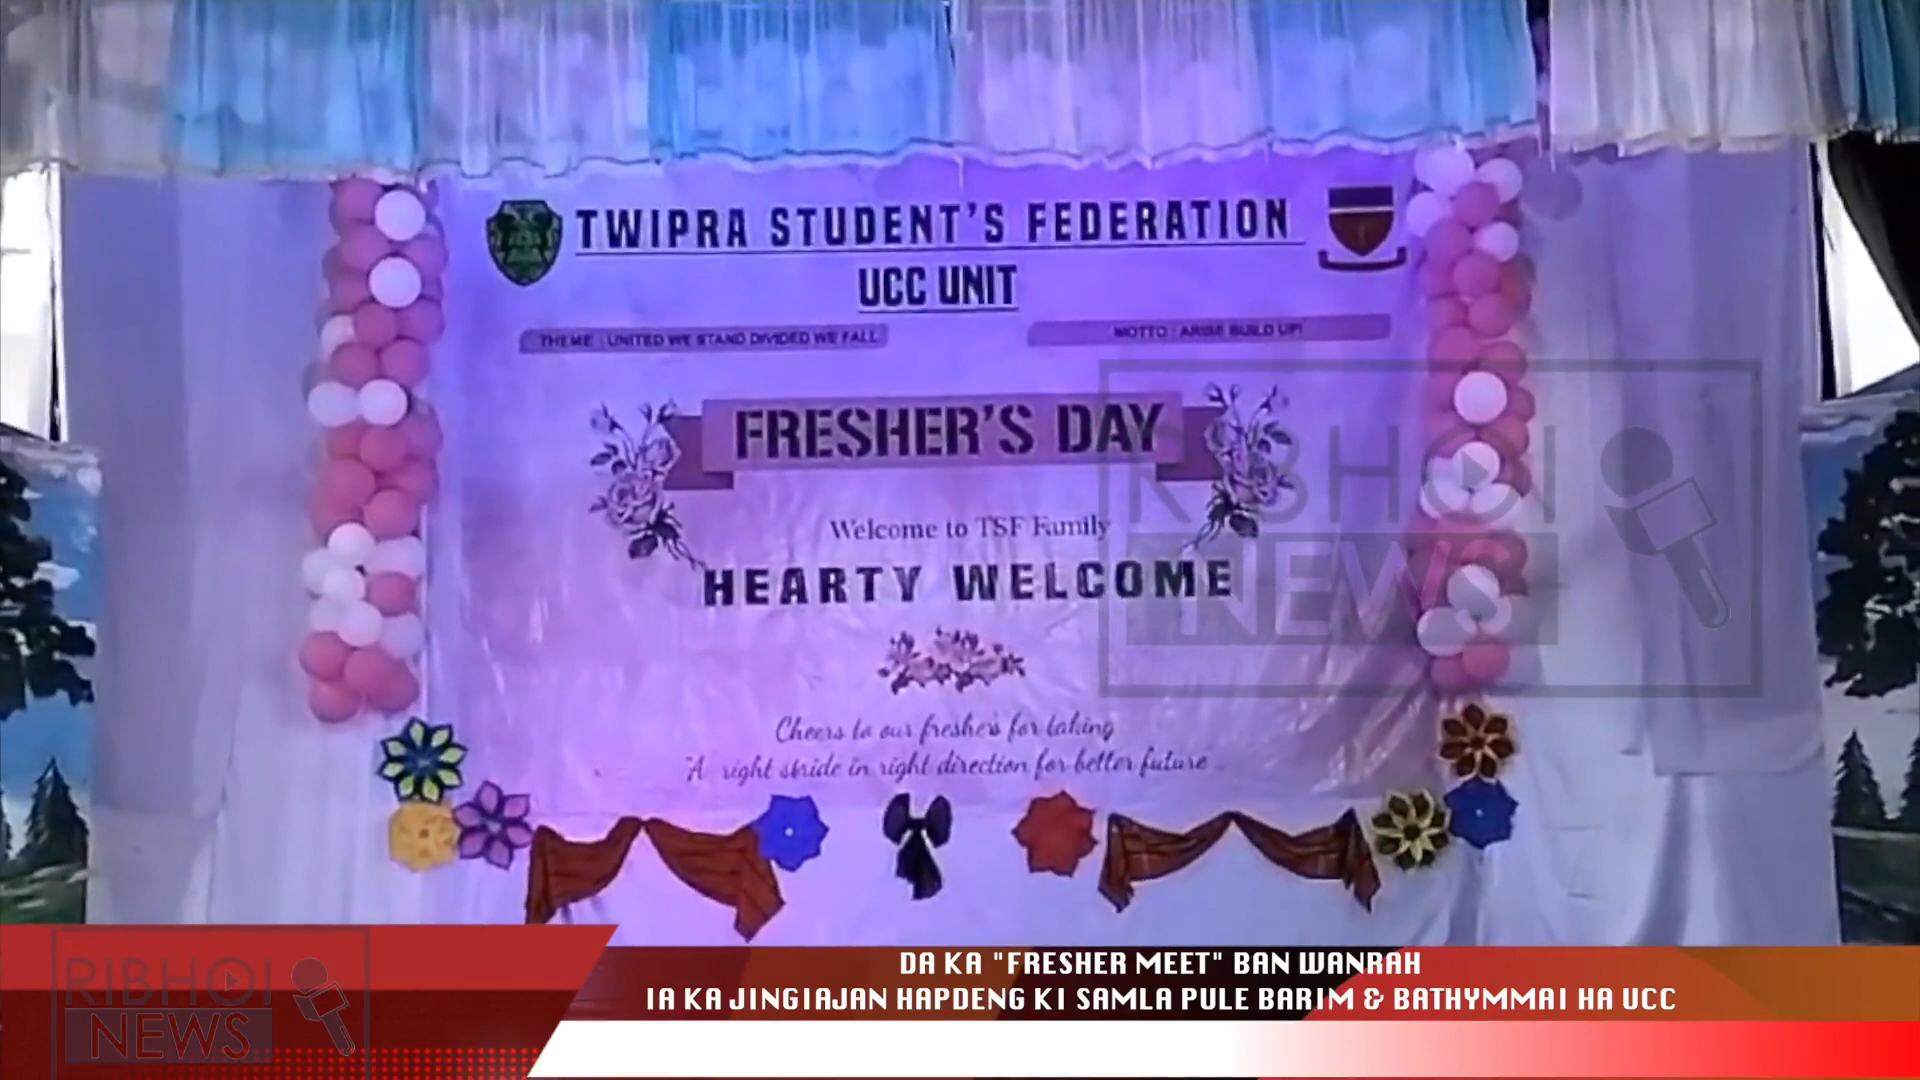 TWIPRA STUDENT'S FEDERATION
UCC UNIT
THEME : UNITED WE STAND DIVIDED WE FALL
MOTTO : ARISE BUILD UP!
FRESHER'S DAY
Welcome to TSF Family
HEARTY WELCOME
Cheers to our freshers for taking
"A right stride in right direction for better future"
RIBHOI
NEWS
RIBHOI
NEWS
DA KA "FRESHER MEET" BAN WANRAH
IA KA JINGIAJAN HAPDENG KI SAMLA PULE BARIM & BATHYMMAI HA UCC